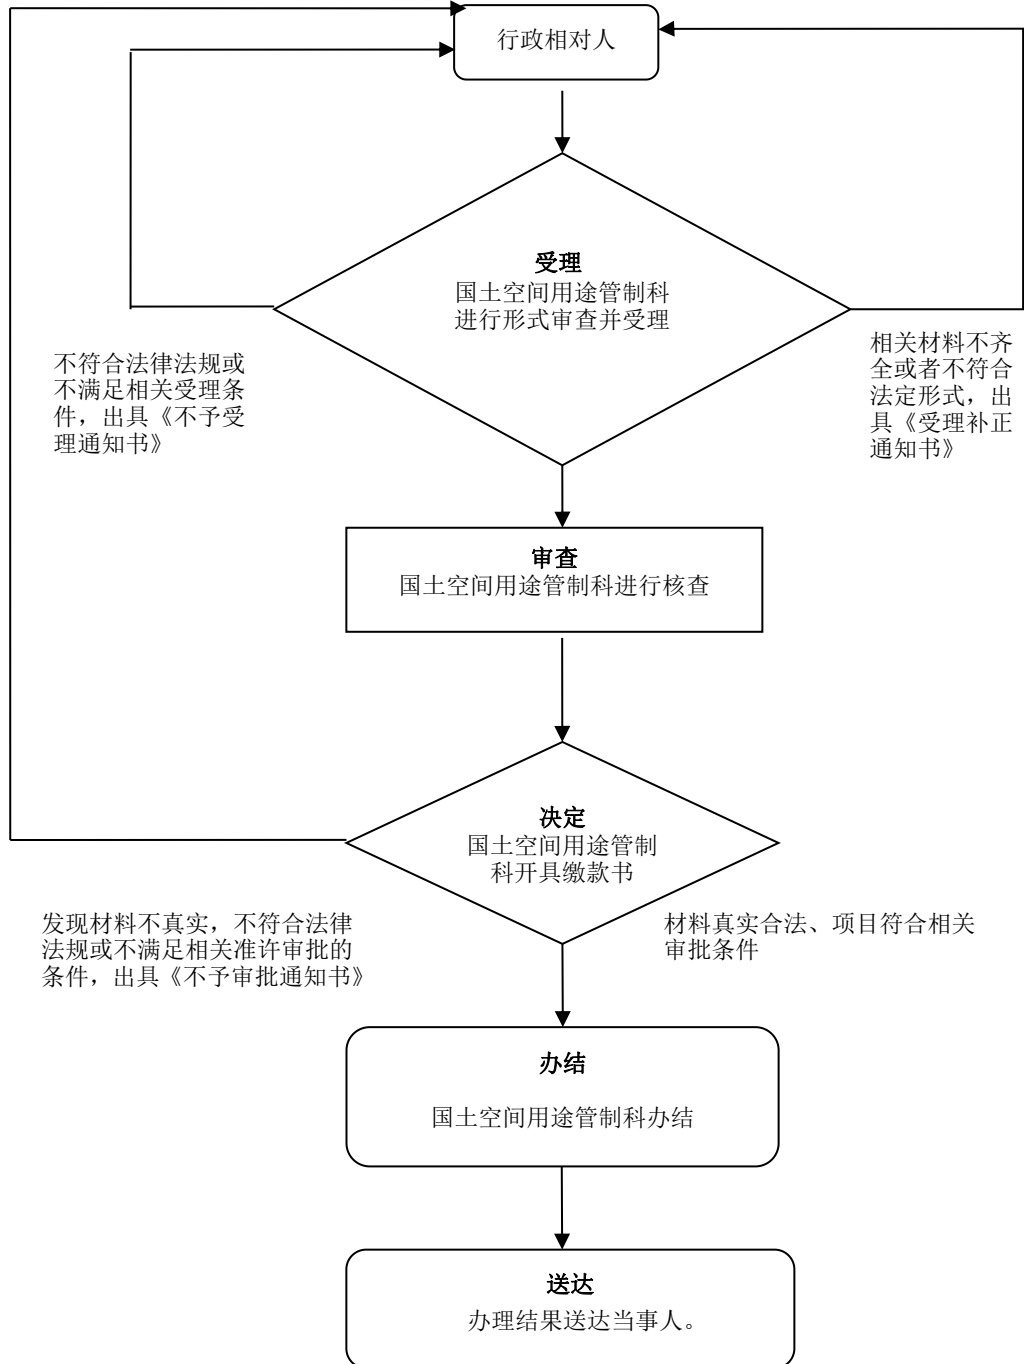 行政相对人
受理
国土空间用途管制科
进行形式审查并受理
不符合法律法规或
不满足相关受理条
件，出具《不予受
理通知书》
相关材料不齐
全或者不符合
法定形式，出
具《受理补正
通知书》
审查
国土空间用途管制科进行核查
决定
国土空间用途管制
科开具缴款书
发现材料不真实，不符合法律
法规或不满足相关准许审批的
条件，出具《不予审批通知书》
材料真实合法、项目符合相关
审批条件
办结
国土空间用途管制科办结
送达
办理结果送达当事人。